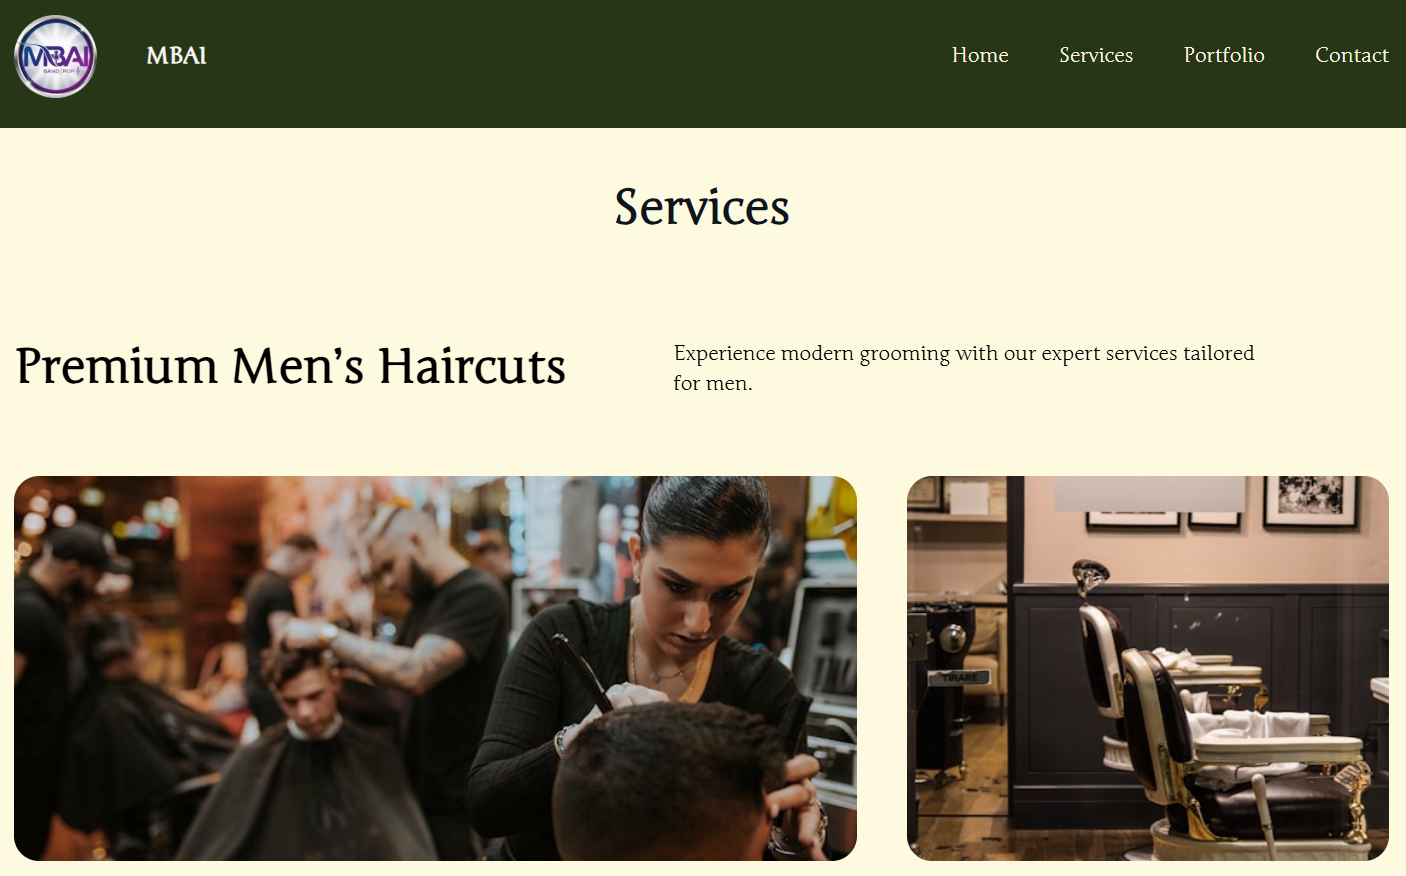 MBAI
BAND | POP
MBAI
Home Services Portfolio Contact
Services
Premium Men's Haircuts
Experience modern grooming with our expert services tailored
for men.
TIRARE